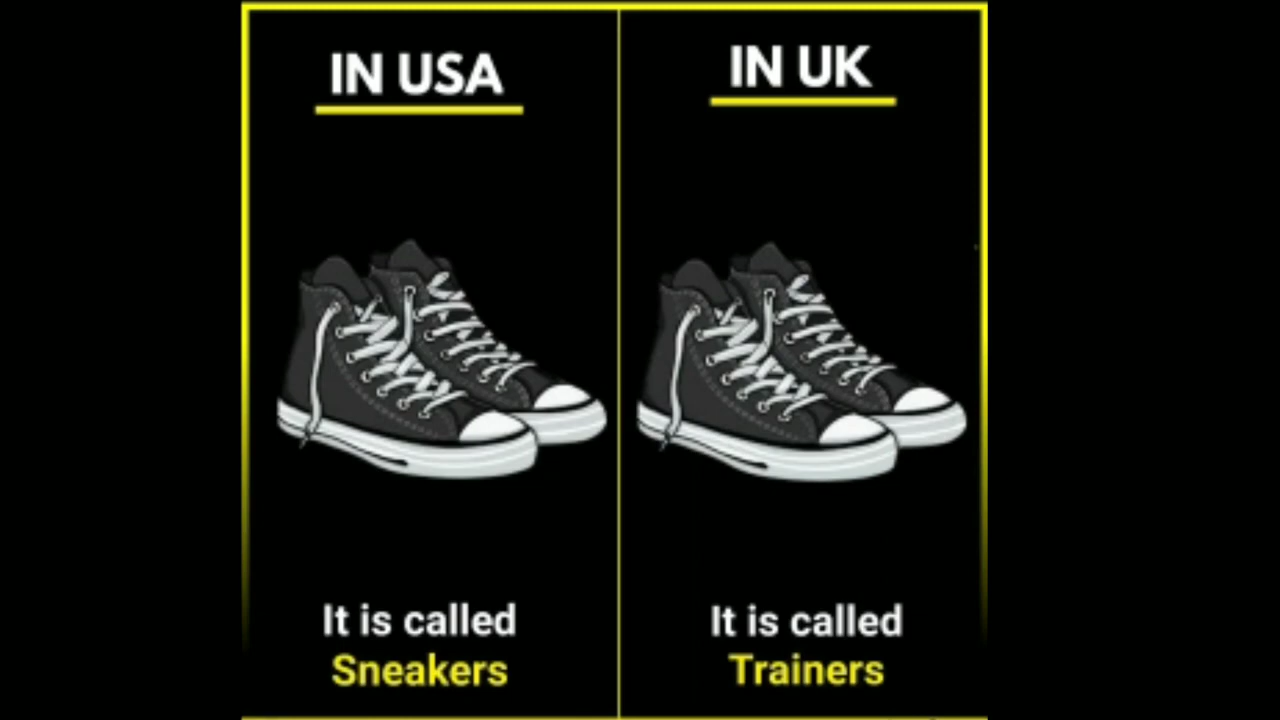 IN USA
It is called
Sneakers
IN UK
It is called
Trainers